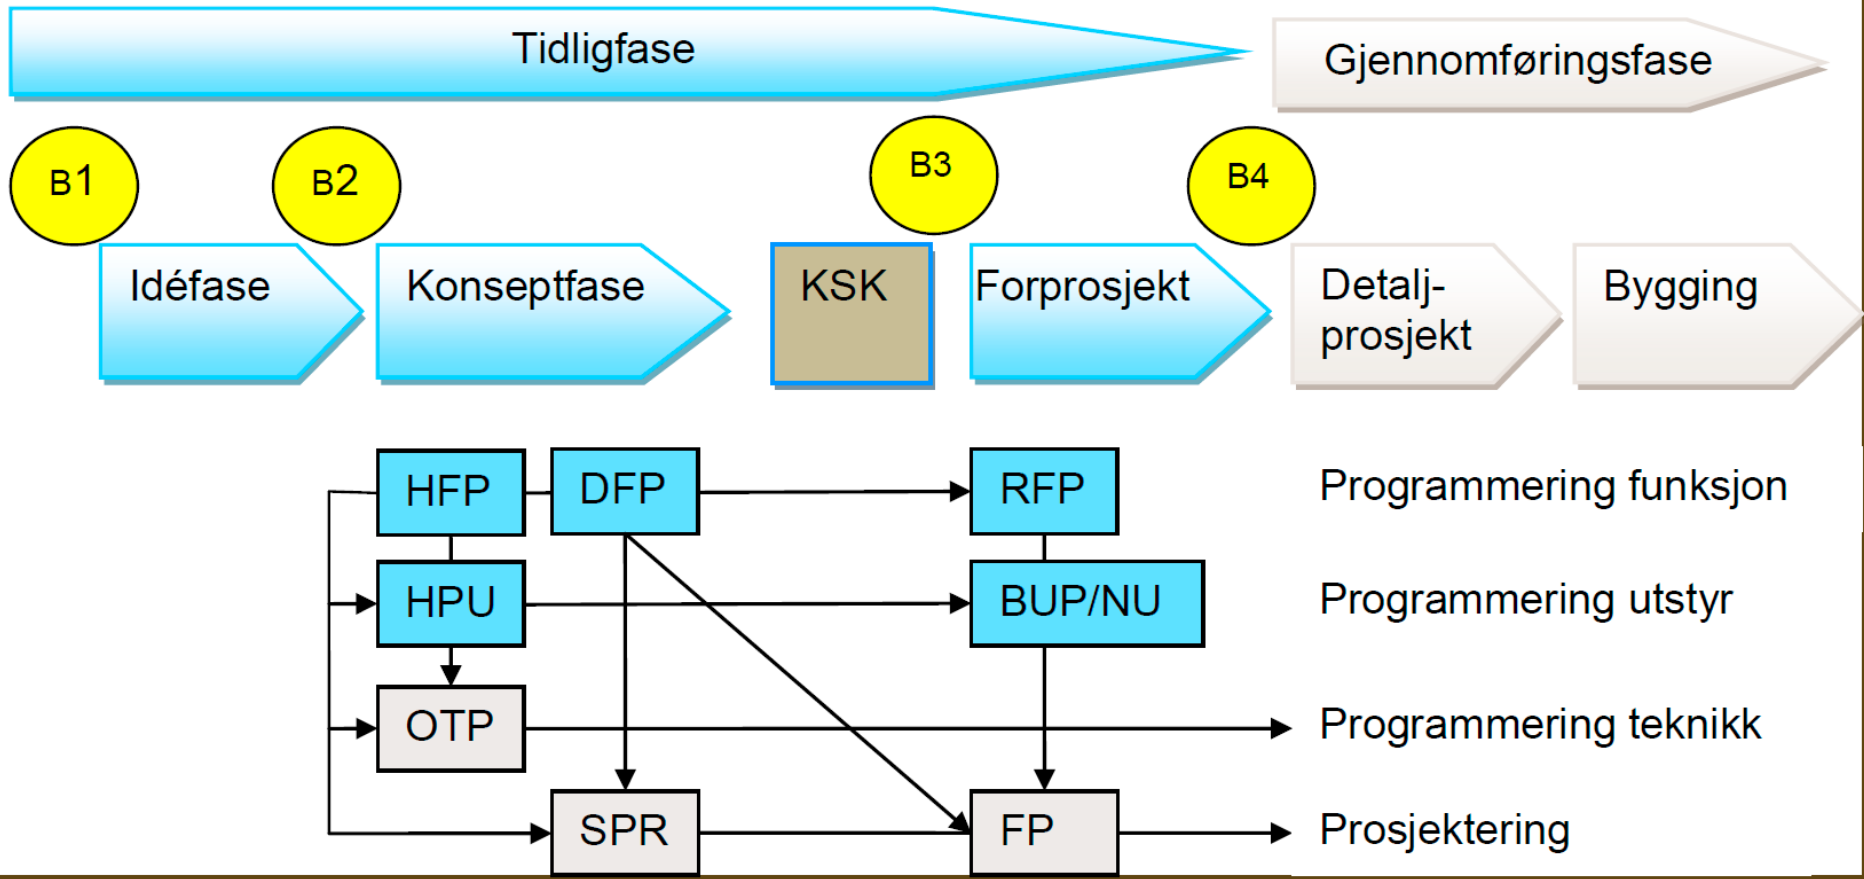 Tidligfase
Gjennomføringsfase
B1
B2
B3
B4
Idéfase
Konseptfase
KSK
Forprosjekt
Detalj-
prosjekt
Bygging
HFP
DFP
RFP
Programmering funksjon
HPU
BUP/NU
Programmering utstyr
OTP
Programmering teknikk
SPR
FP
Prosjektering